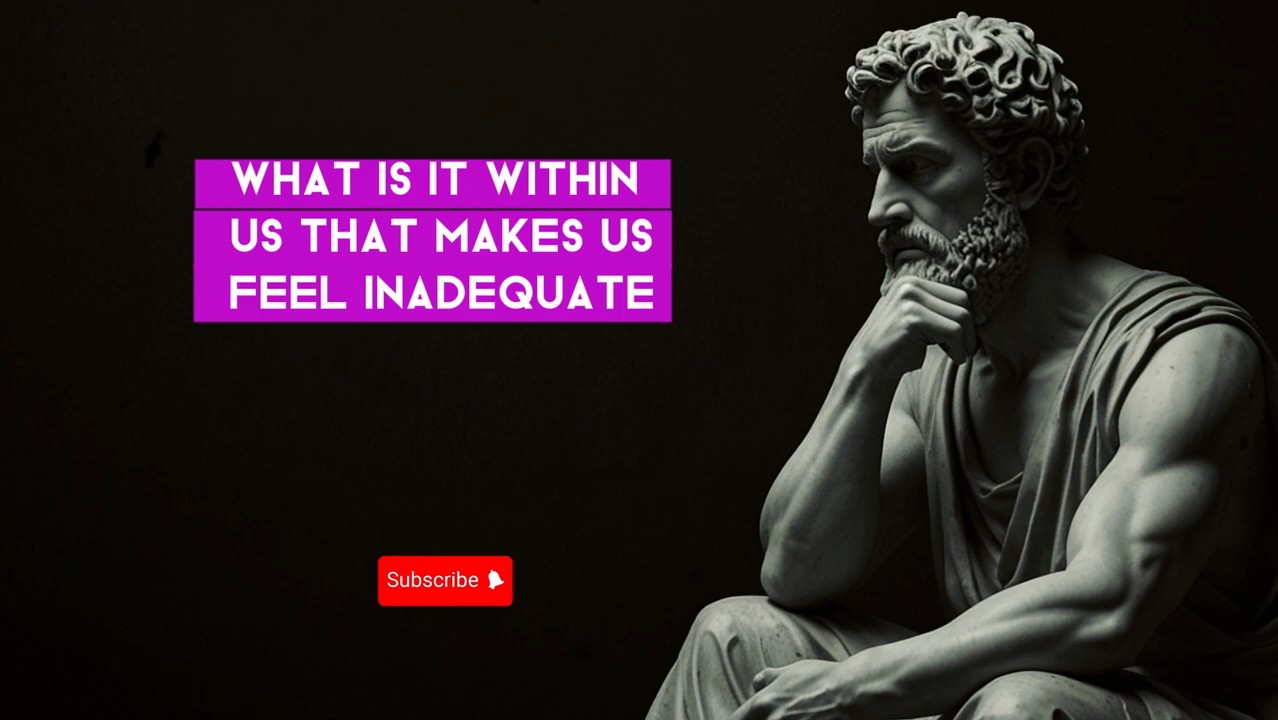 WHAT IS IT WITHIN
US THAT MAKES US
FEEL INADEQUATE
Subscribe